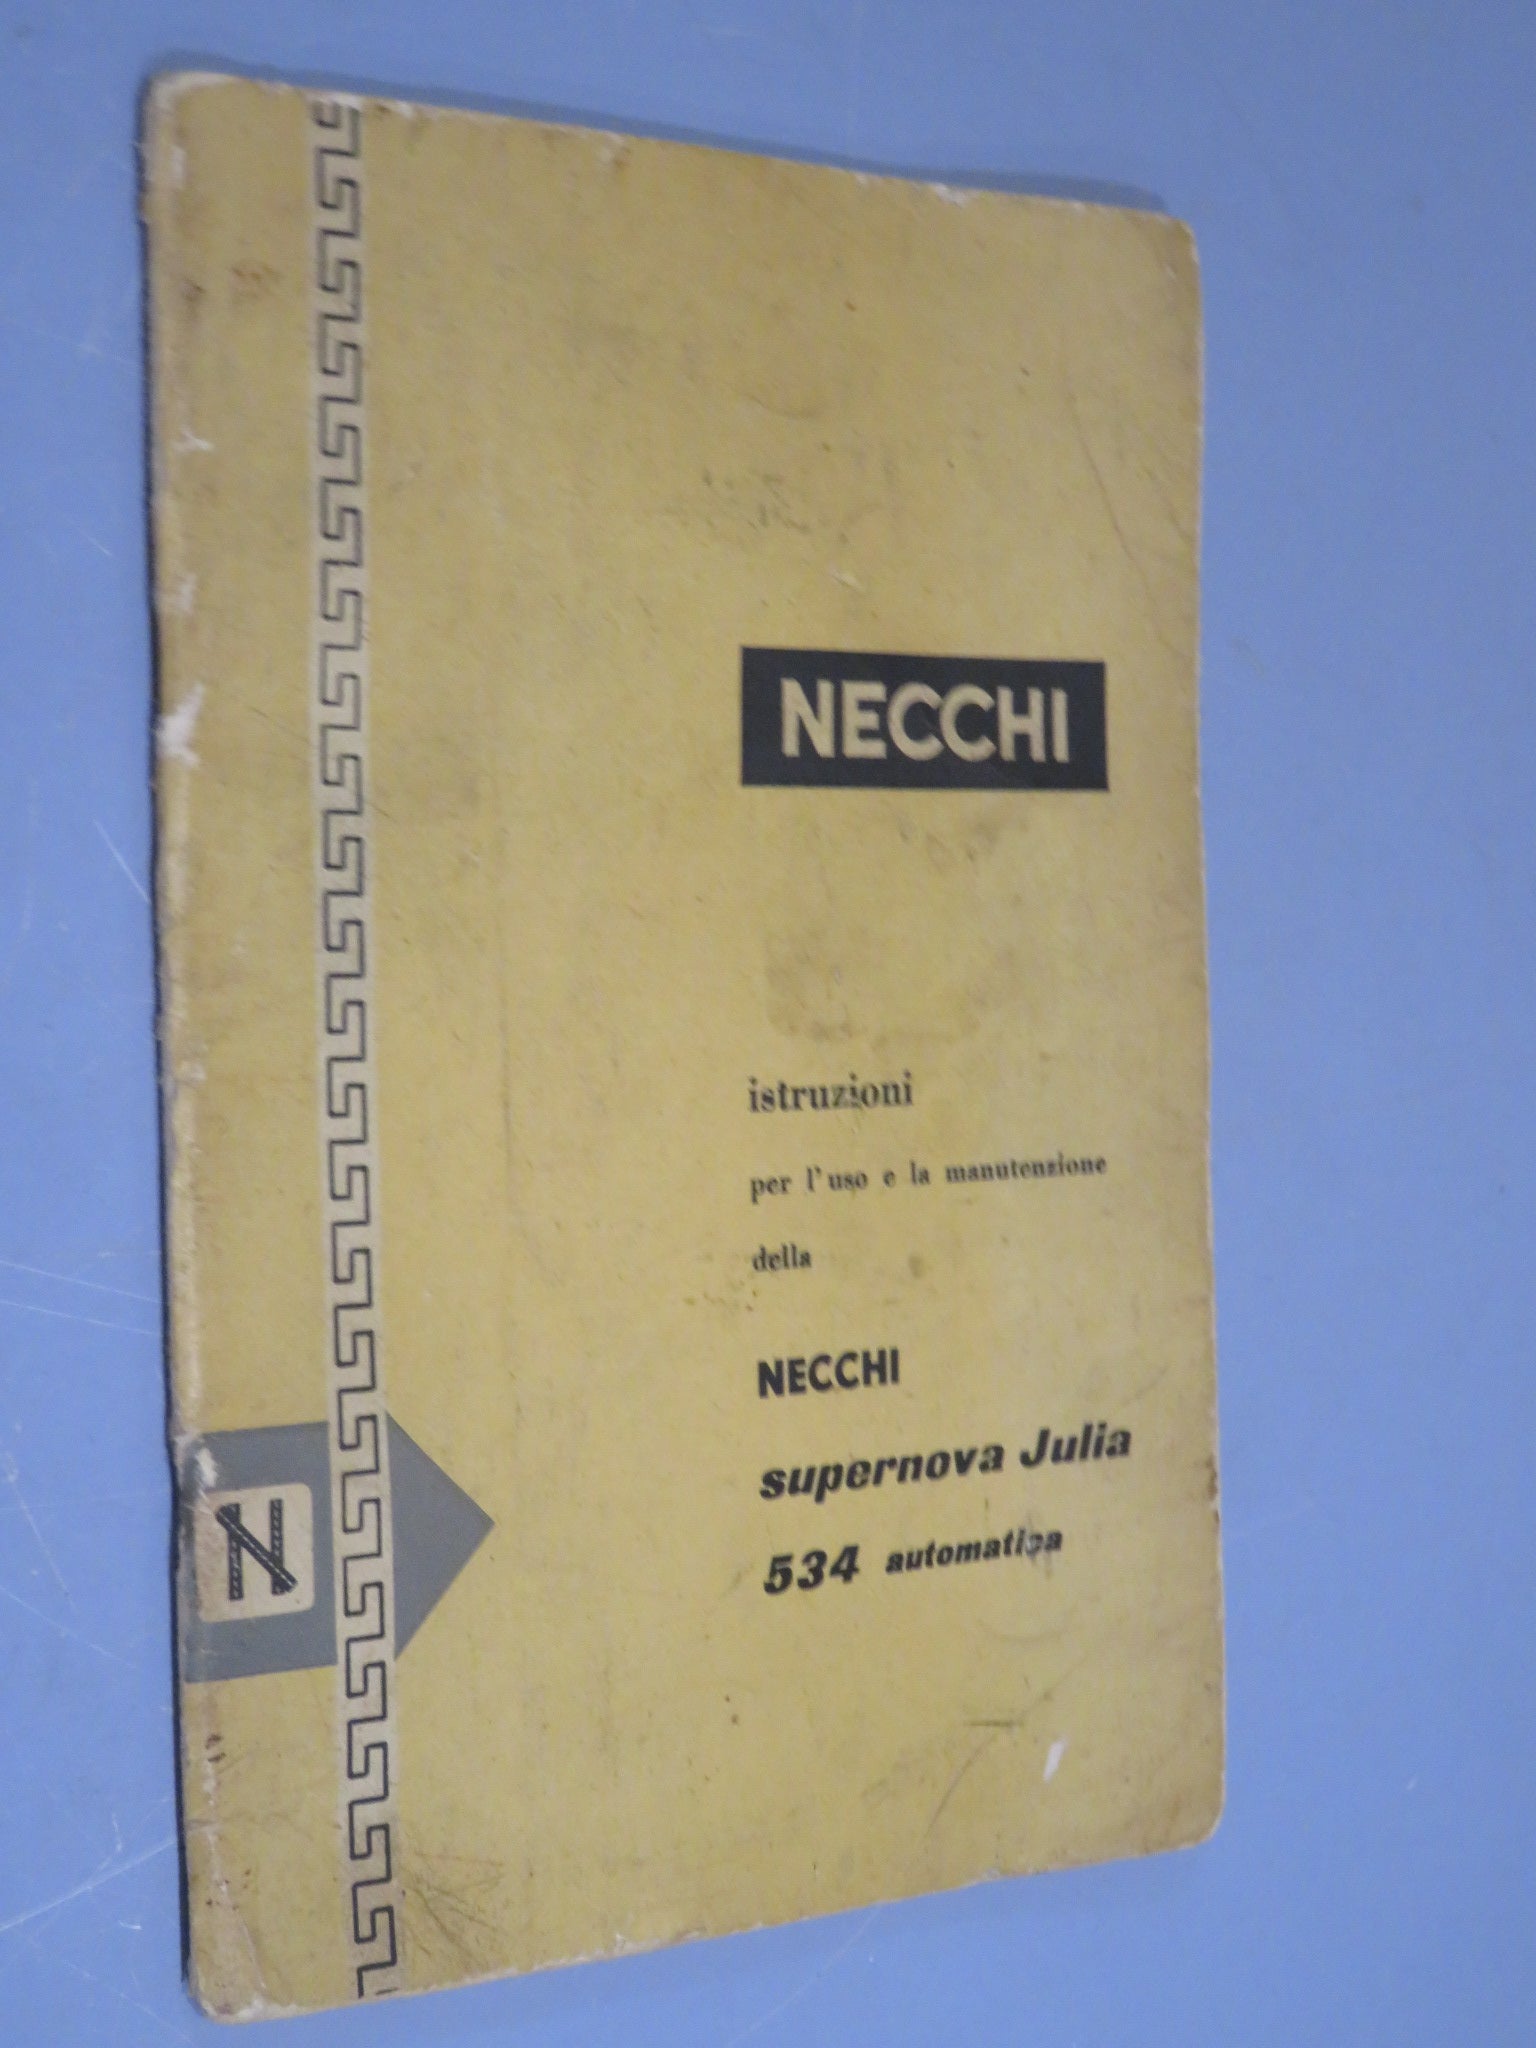 NECCHI
istruzioni
per l'uso e la manutenzione
della
NECCHI
supernova Julia
534 automatica
N